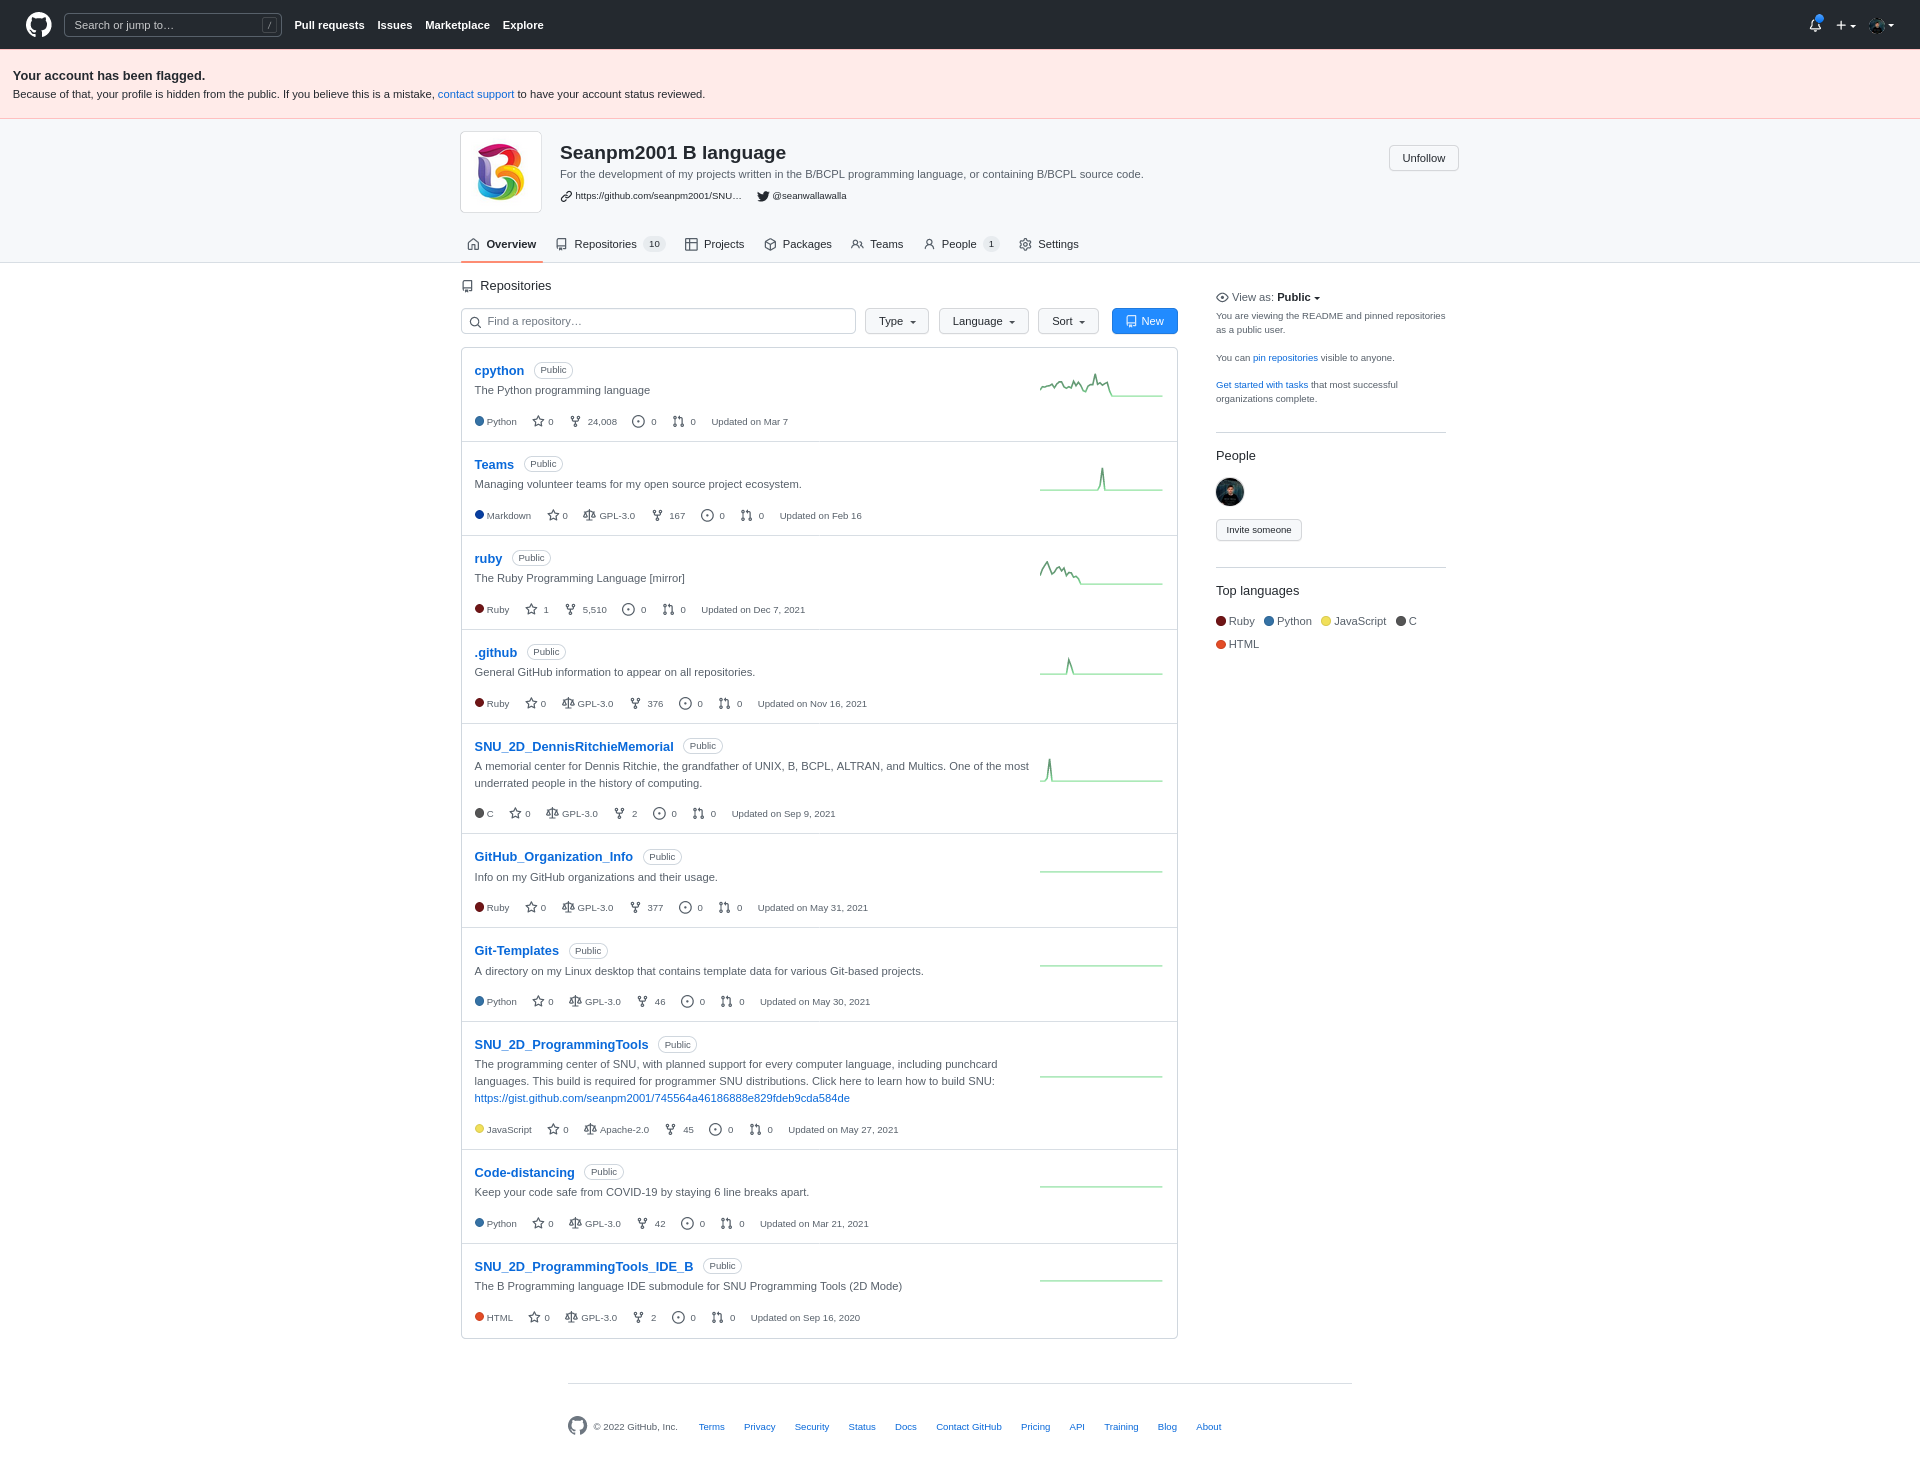 Search or jump to… /
Pull requests Issues Marketplace Explore
Your account has been flagged.
Because of that, your profile is hidden from the public. If you believe this is a mistake, contact support to have your account status reviewed.
Seanpm2001 B language
For the development of my projects written in the B/BCPL programming language, or containing B/BCPL source code.
https://github.com/seanpm2001/SNU… @seanwallawalla
Unfollow
Overview Repositories 10 Projects Packages Teams People 1 Settings
Repositories
Find a repository… Type Language Sort New
cpython Public
The Python programming language
Python 0 24,008 0 0 Updated on Mar 7
Teams Public
Managing volunteer teams for my open source project ecosystem.
Markdown 0 GPL-3.0 167 0 0 Updated on Feb 16
ruby Public
The Ruby Programming Language [mirror]
Ruby 1 5,510 0 0 Updated on Dec 7, 2021
.github Public
General GitHub information to appear on all repositories.
Ruby 0 GPL-3.0 376 0 0 Updated on Nov 16, 2021
SNU_2D_DennisRitchieMemorial Public
A memorial center for Dennis Ritchie, the grandfather of UNIX, B, BCPL, ALTRAN, and Multics. One of the most
underrated people in the history of computing.
C 0 GPL-3.0 2 0 0 Updated on Sep 9, 2021
GitHub_Organization_Info Public
Info on my GitHub organizations and their usage.
Ruby 0 GPL-3.0 377 0 0 Updated on May 31, 2021
Git-Templates Public
A directory on my Linux desktop that contains template data for various Git-based projects.
Python 0 GPL-3.0 46 0 0 Updated on May 30, 2021
SNU_2D_ProgrammingTools Public
The programming center of SNU, with planned support for every computer language, including punchcard
languages. This build is required for programmer SNU distributions. Click here to learn how to build SNU:
https://gist.github.com/seanpm2001/745564a46186888e829fdeb9cda584de
JavaScript 0 Apache-2.0 45 0 0 Updated on May 27, 2021
Code-distancing Public
Keep your code safe from COVID-19 by staying 6 line breaks apart.
Python 0 GPL-3.0 42 0 0 Updated on Mar 21, 2021
SNU_2D_ProgrammingTools_IDE_B Public
The B Programming language IDE submodule for SNU Programming Tools (2D Mode)
HTML 0 GPL-3.0 2 0 0 Updated on Sep 16, 2020
View as: Public
You are viewing the README and pinned repositories
as a public user.
You can pin repositories visible to anyone.
Get started with tasks that most successful
organizations complete.
People
Invite someone
Top languages
Ruby Python JavaScript C
HTML
© 2022 GitHub, Inc. Terms Privacy Security Status Docs Contact GitHub Pricing API Training Blog About